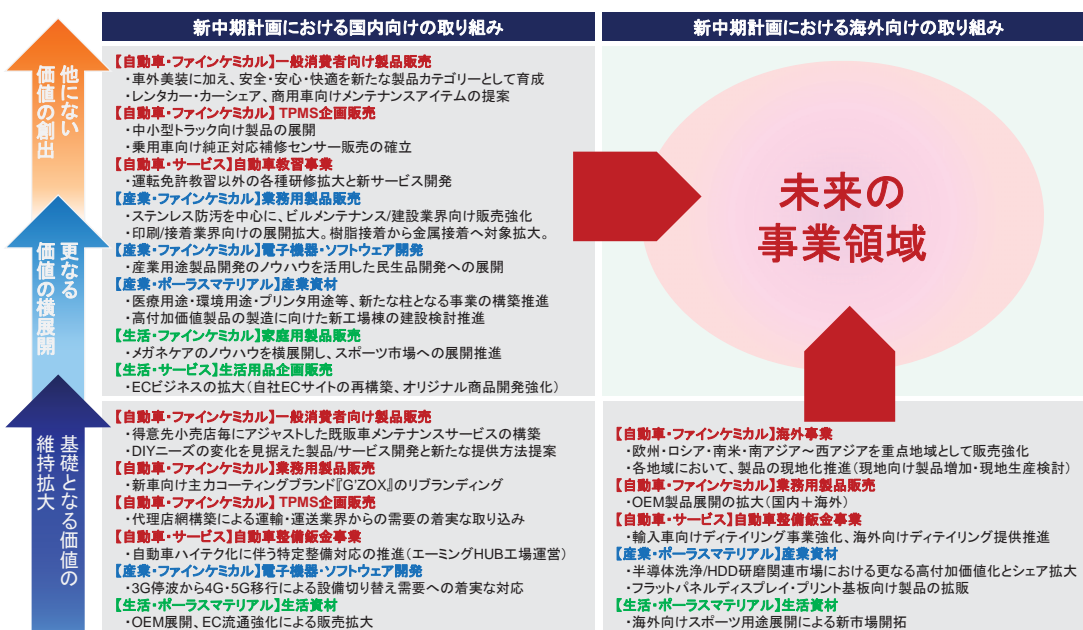 新中期計画における国内向けの取り組み
新中期計画における海外向けの取り組み
他にない
価値の創出
更なる
価値の横展開
基礎となる価値の
維持拡大
【自動車・ファインケミカル】一般消費者向け製品販売
・車外美装に加え、安全・安心・快適を新たな製品カテゴリーとして育成
・レンタカー・カーシェア、商用車向けメンテナンスアイテムの提案
【自動車・ファインケミカル】TPMS企画販売
・中小型トラック向け製品の展開
・乗用車向け純正対応補修センサー販売の確立
【自動車・サービス】自動車教習事業
・運転免許教習以外の各種研修拡大と新サービス開発
【産業・ファインケミカル】業務用製品販売
・ステンレス防汚を中心に、ビルメンテナンス/建設業界向け販売強化
・印刷/接着業界向けの展開拡大。樹脂接着から金属接着へ対象拡大。
【産業・ファインケミカル】電子機器・ソフトウェア開発
・産業用途製品開発のノウハウを活用した民生品開発への展開
【産業・ポーラスマテリアル】産業資材
・医療用途・環境用途・プリンタ用途等、新たな柱となる事業の構築推進
・高付加価値製品の製造に向けた新工場棟の建設検討推進
【生活・ファインケミカル】家庭用製品販売
・メガネケアのノウハウを横展開し、スポーツ市場への展開推進
【生活・サービス】生活用品企画販売
・ECビジネスの拡大（自社ECサイトの再構築、オリジナル商品開発強化）
【自動車・ファインケミカル】一般消費者向け製品販売
・得意先小売店毎にアジャストした既販車メンテナンスサービスの構築
・DIYニーズの変化を見据えた製品/サービス開発と新たな提供方法提案
【自動車・ファインケミカル】業務用製品販売
・新車向け主力コーティングブランド『G'ZOX』のリブランディング
【自動車・ファインケミカル】TPMS企画販売
・代理店網構築による運輸・運送業界からの需要の着実な取り込み
【自動車・サービス】自動車整備鈑金事業
・自動車ハイテク化に伴う特定整備対応の推進（エーミングHUB工場運営）
【産業・ファインケミカル】電子機器・ソフトウェア開発
・3G停波から4G・5G移行による設備切り替え需要への着実な対応
【生活・ポーラスマテリアル】生活資材
・OEM展開、EC流通強化による販売拡大
未来の
事業領域
【自動車・ファインケミカル】海外事業
・欧州・ロシア・南米・南アジア～西アジアを重点地域として販売強化
・各地域において、製品の現地化推進（現地向け製品増加・現地生産検討）
【自動車・ファインケミカル】業務用製品販売
・OEM製品展開の拡大（国内＋海外）
【自動車・サービス】自動車整備鈑金事業
・輸入車向けディテイリング事業強化、海外向けディテイリング提供推進
【産業・ポーラスマテリアル】産業資材
・半導体洗浄/HDD研磨関連市場における更なる高付加価値化とシェア拡大
・フラットパネルディスプレイ・プリント基板向け製品の拡販
【生活・ポーラスマテリアル】生活資材
・海外向けスポーツ用途展開による新市場開拓